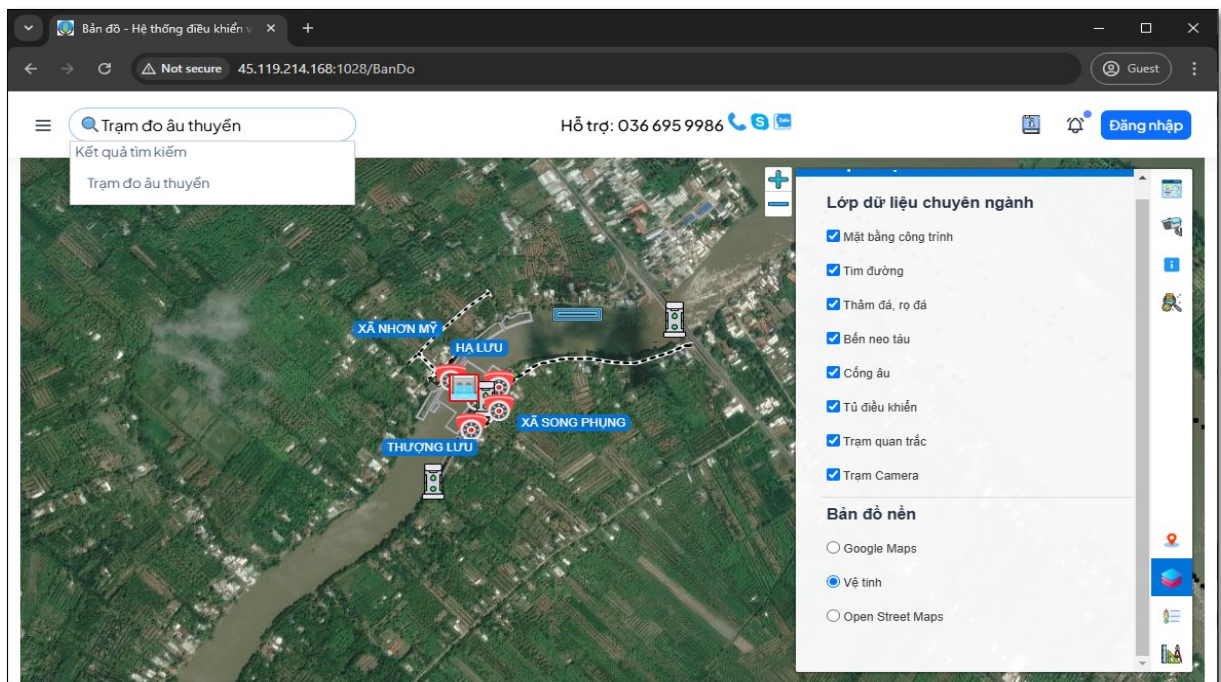 Bản đồ - Hệ thống điều khiển v
Not secure 45.119.214.168:1028/BanDo
Guest
Trạm đo âu thuyền
Hỗ trợ: 036 695 9986
Đăng nhập
Kết quả tìm kiếm
Trạm đo âu thuyền
XÃ NHƠN MỸ
HẠ LƯU
XÃ SONG PHỤNG
THƯỢNG LƯU
Lớp dữ liệu chuyên ngành
Mặt bằng công trình
Tim đường
Thảm đá, rọ đá
Bến neo tàu
Cống âu
Tủ điều khiển
Trạm quan trắc
Trạm Camera
Bản đồ nền
Google Maps
Vệ tinh
Open Street Maps